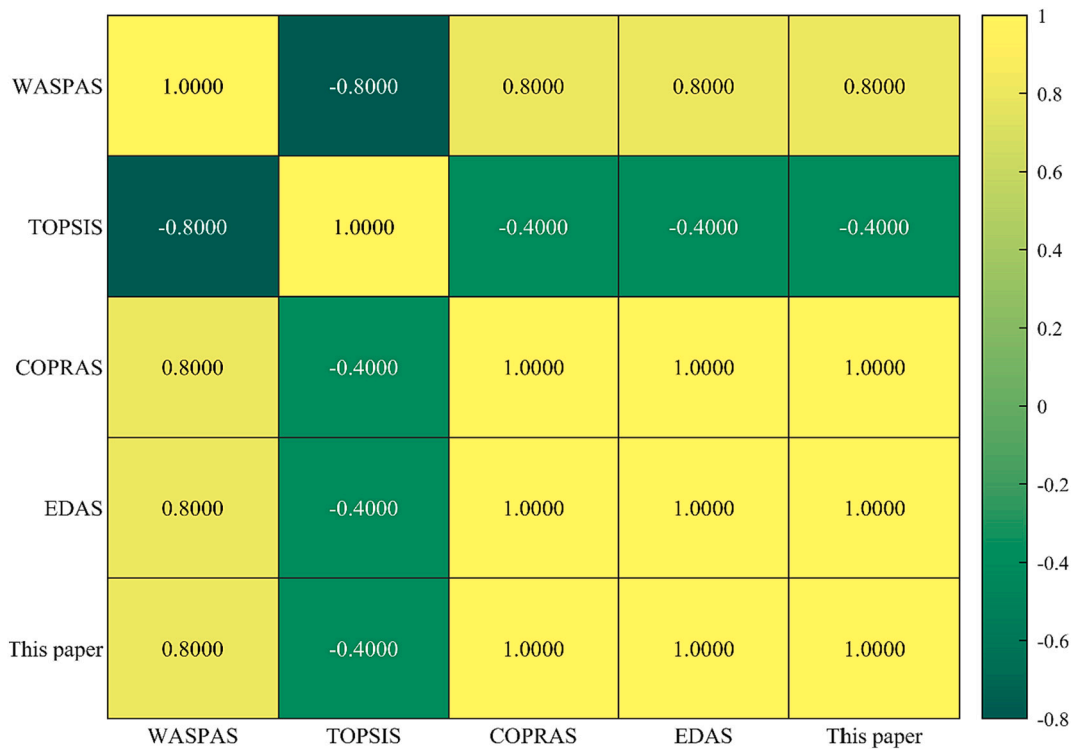 WASPAS 1.0000 -0.8000 0.8000 0.8000 0.8000
TOPSIS -0.8000 1.0000 -0.4000 -0.4000 -0.4000
COPRAS 0.8000 -0.4000 1.0000 1.0000 1.0000
EDAS 0.8000 -0.4000 1.0000 1.0000 1.0000
This paper 0.8000 -0.4000 1.0000 1.0000 1.0000
WASPAS TOPSIS COPRAS EDAS This paper
1
0.8
0.6
0.4
0.2
0
-0.2
-0.4
-0.6
-0.8